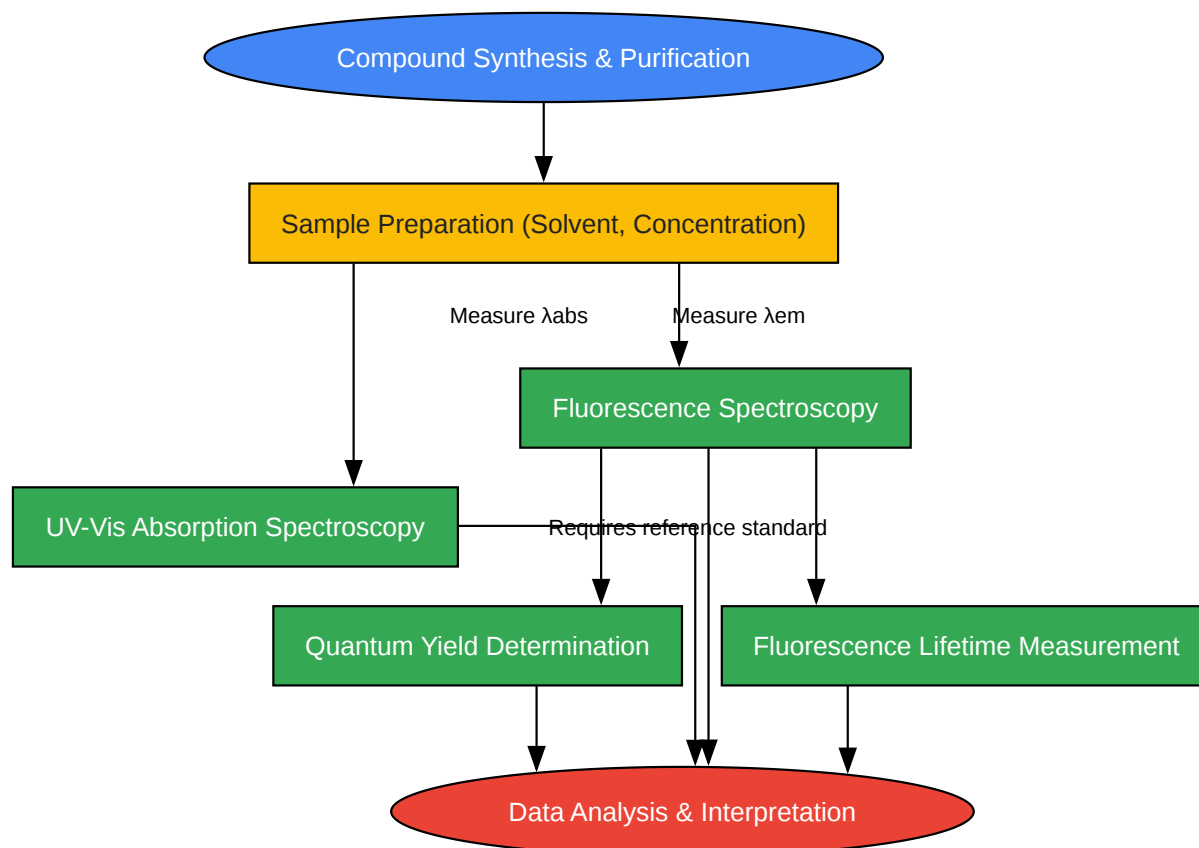 Compound Synthesis & Purification
Sample Preparation (Solvent, Concentration)
Measure λabs
Measure λem
Fluorescence Spectroscopy
UV-Vis Absorption Spectroscopy
Requires reference standard
Quantum Yield Determination
Fluorescence Lifetime Measurement
Data Analysis & Interpretation